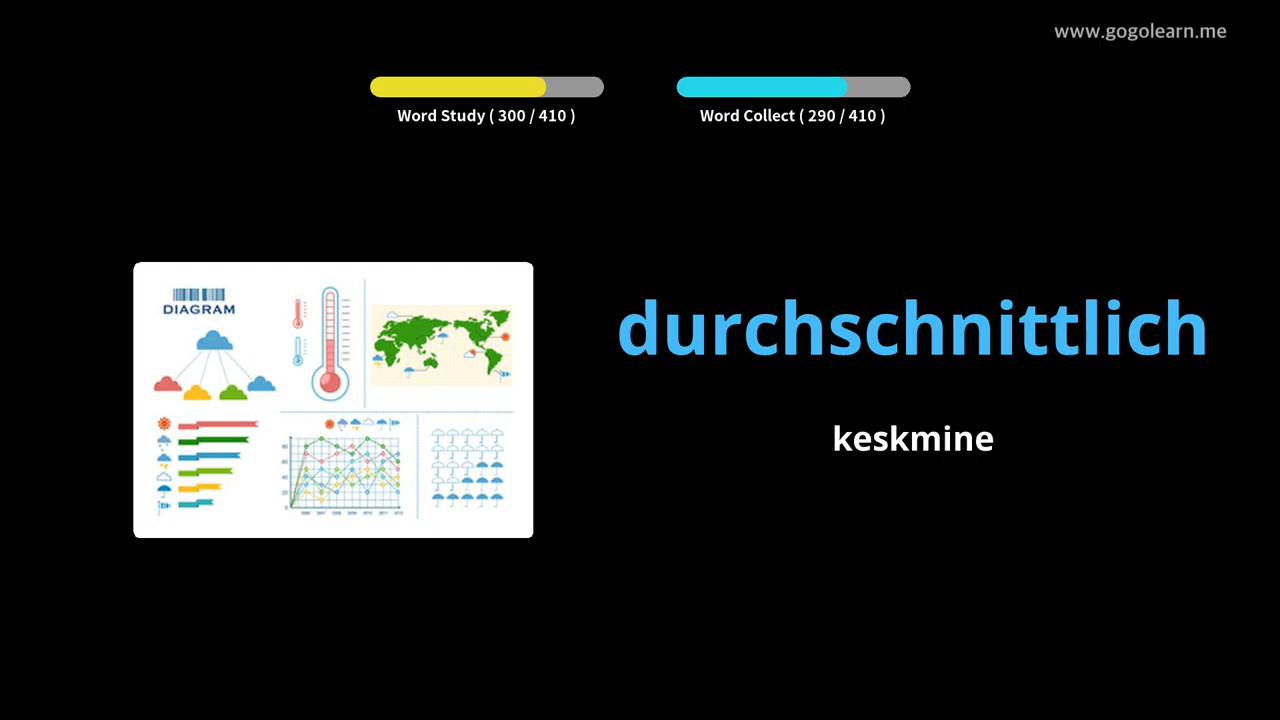 www.gogolearn.me
Word Study ( 300 / 410 )
Word Collect ( 290 / 410 )
DIAGRAM
durchschnittlich
keskmine